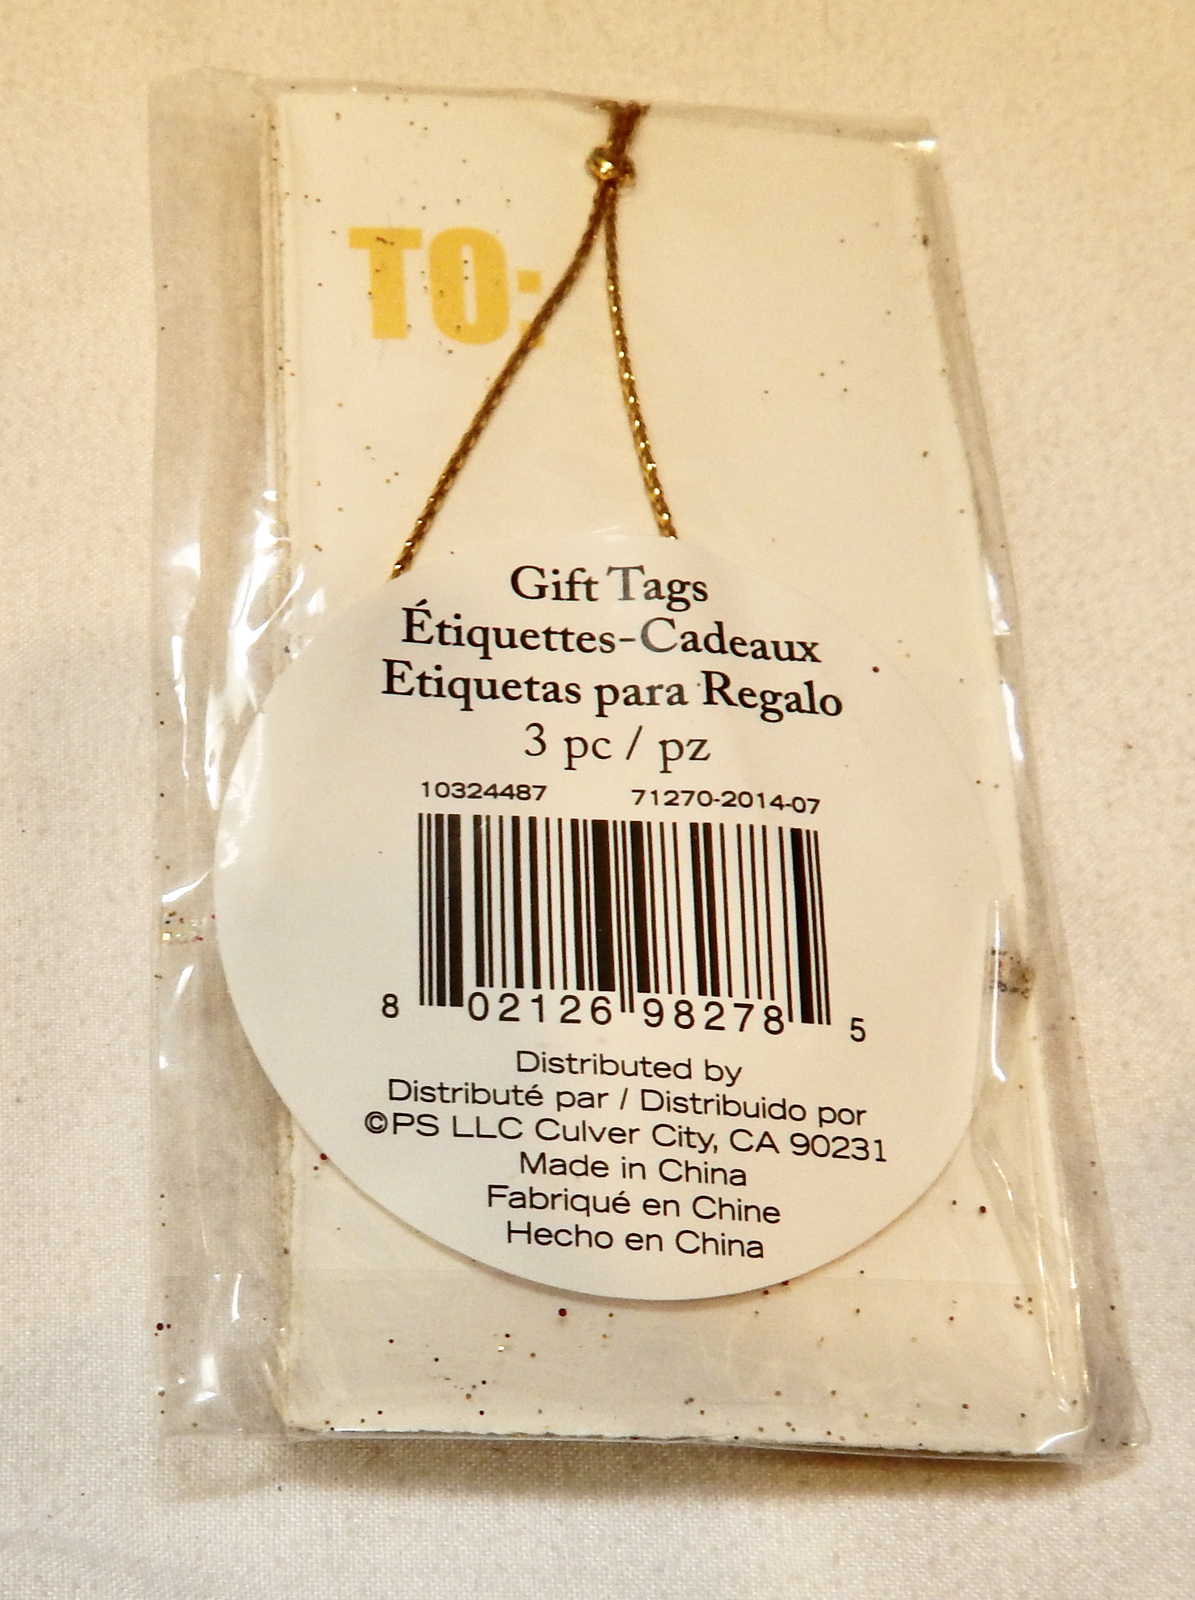 TO:
Gift Tags
Étiquettes-Cadeaux
Etiquetas para Regalo
3 pc / pz
10324487 71270-2014-07
8 02126 98278 5
Distributed by
Distribué par / Distribuido por
©PS LLC Culver City, CA 90231
Made in China
Fabriqué en Chine
Hecho en China